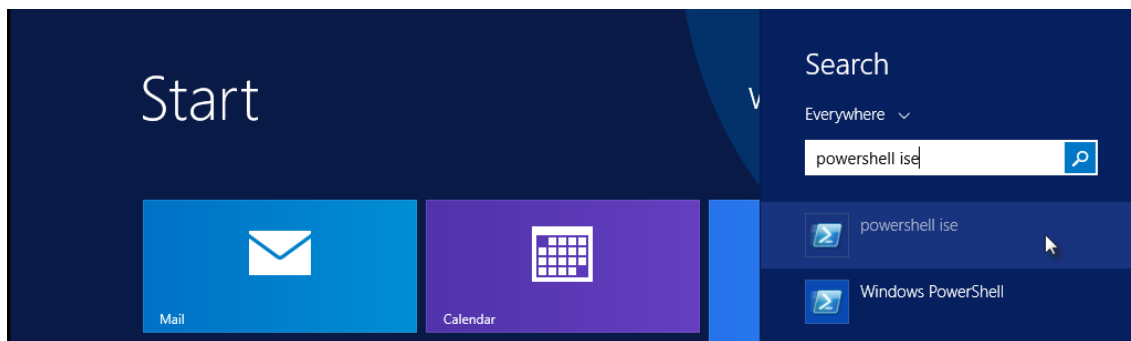 Start
Mail
Calendar
Search
Everywhere
powershell ise
powershell ise
Windows PowerShell